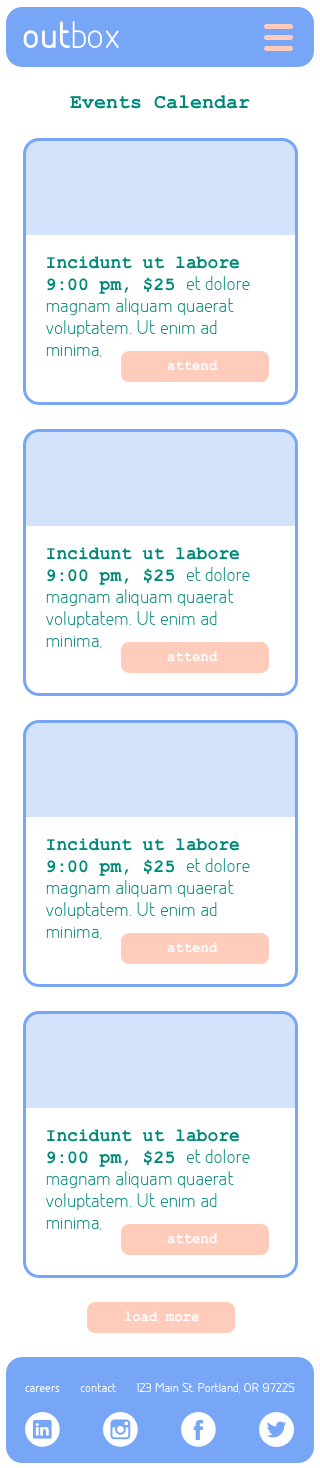 outbox
Events Calendar
Incidunt ut labore
9:00 pm, $25 et dolore
magnam aliquam quaerat
voluptatem. Ut enim ad
minima,
attend
Incidunt ut labore
9:00 pm, $25 et dolore
magnam aliquam quaerat
voluptatem. Ut enim ad
minima,
attend
Incidunt ut labore
9:00 pm, $25 et dolore
magnam aliquam quaerat
voluptatem. Ut enim ad
minima,
attend
Incidunt ut labore
9:00 pm, $25 et dolore
magnam aliquam quaerat
voluptatem. Ut enim ad
minima,
attend
load more
careers contact 123 Main St. Portland, OR 97225